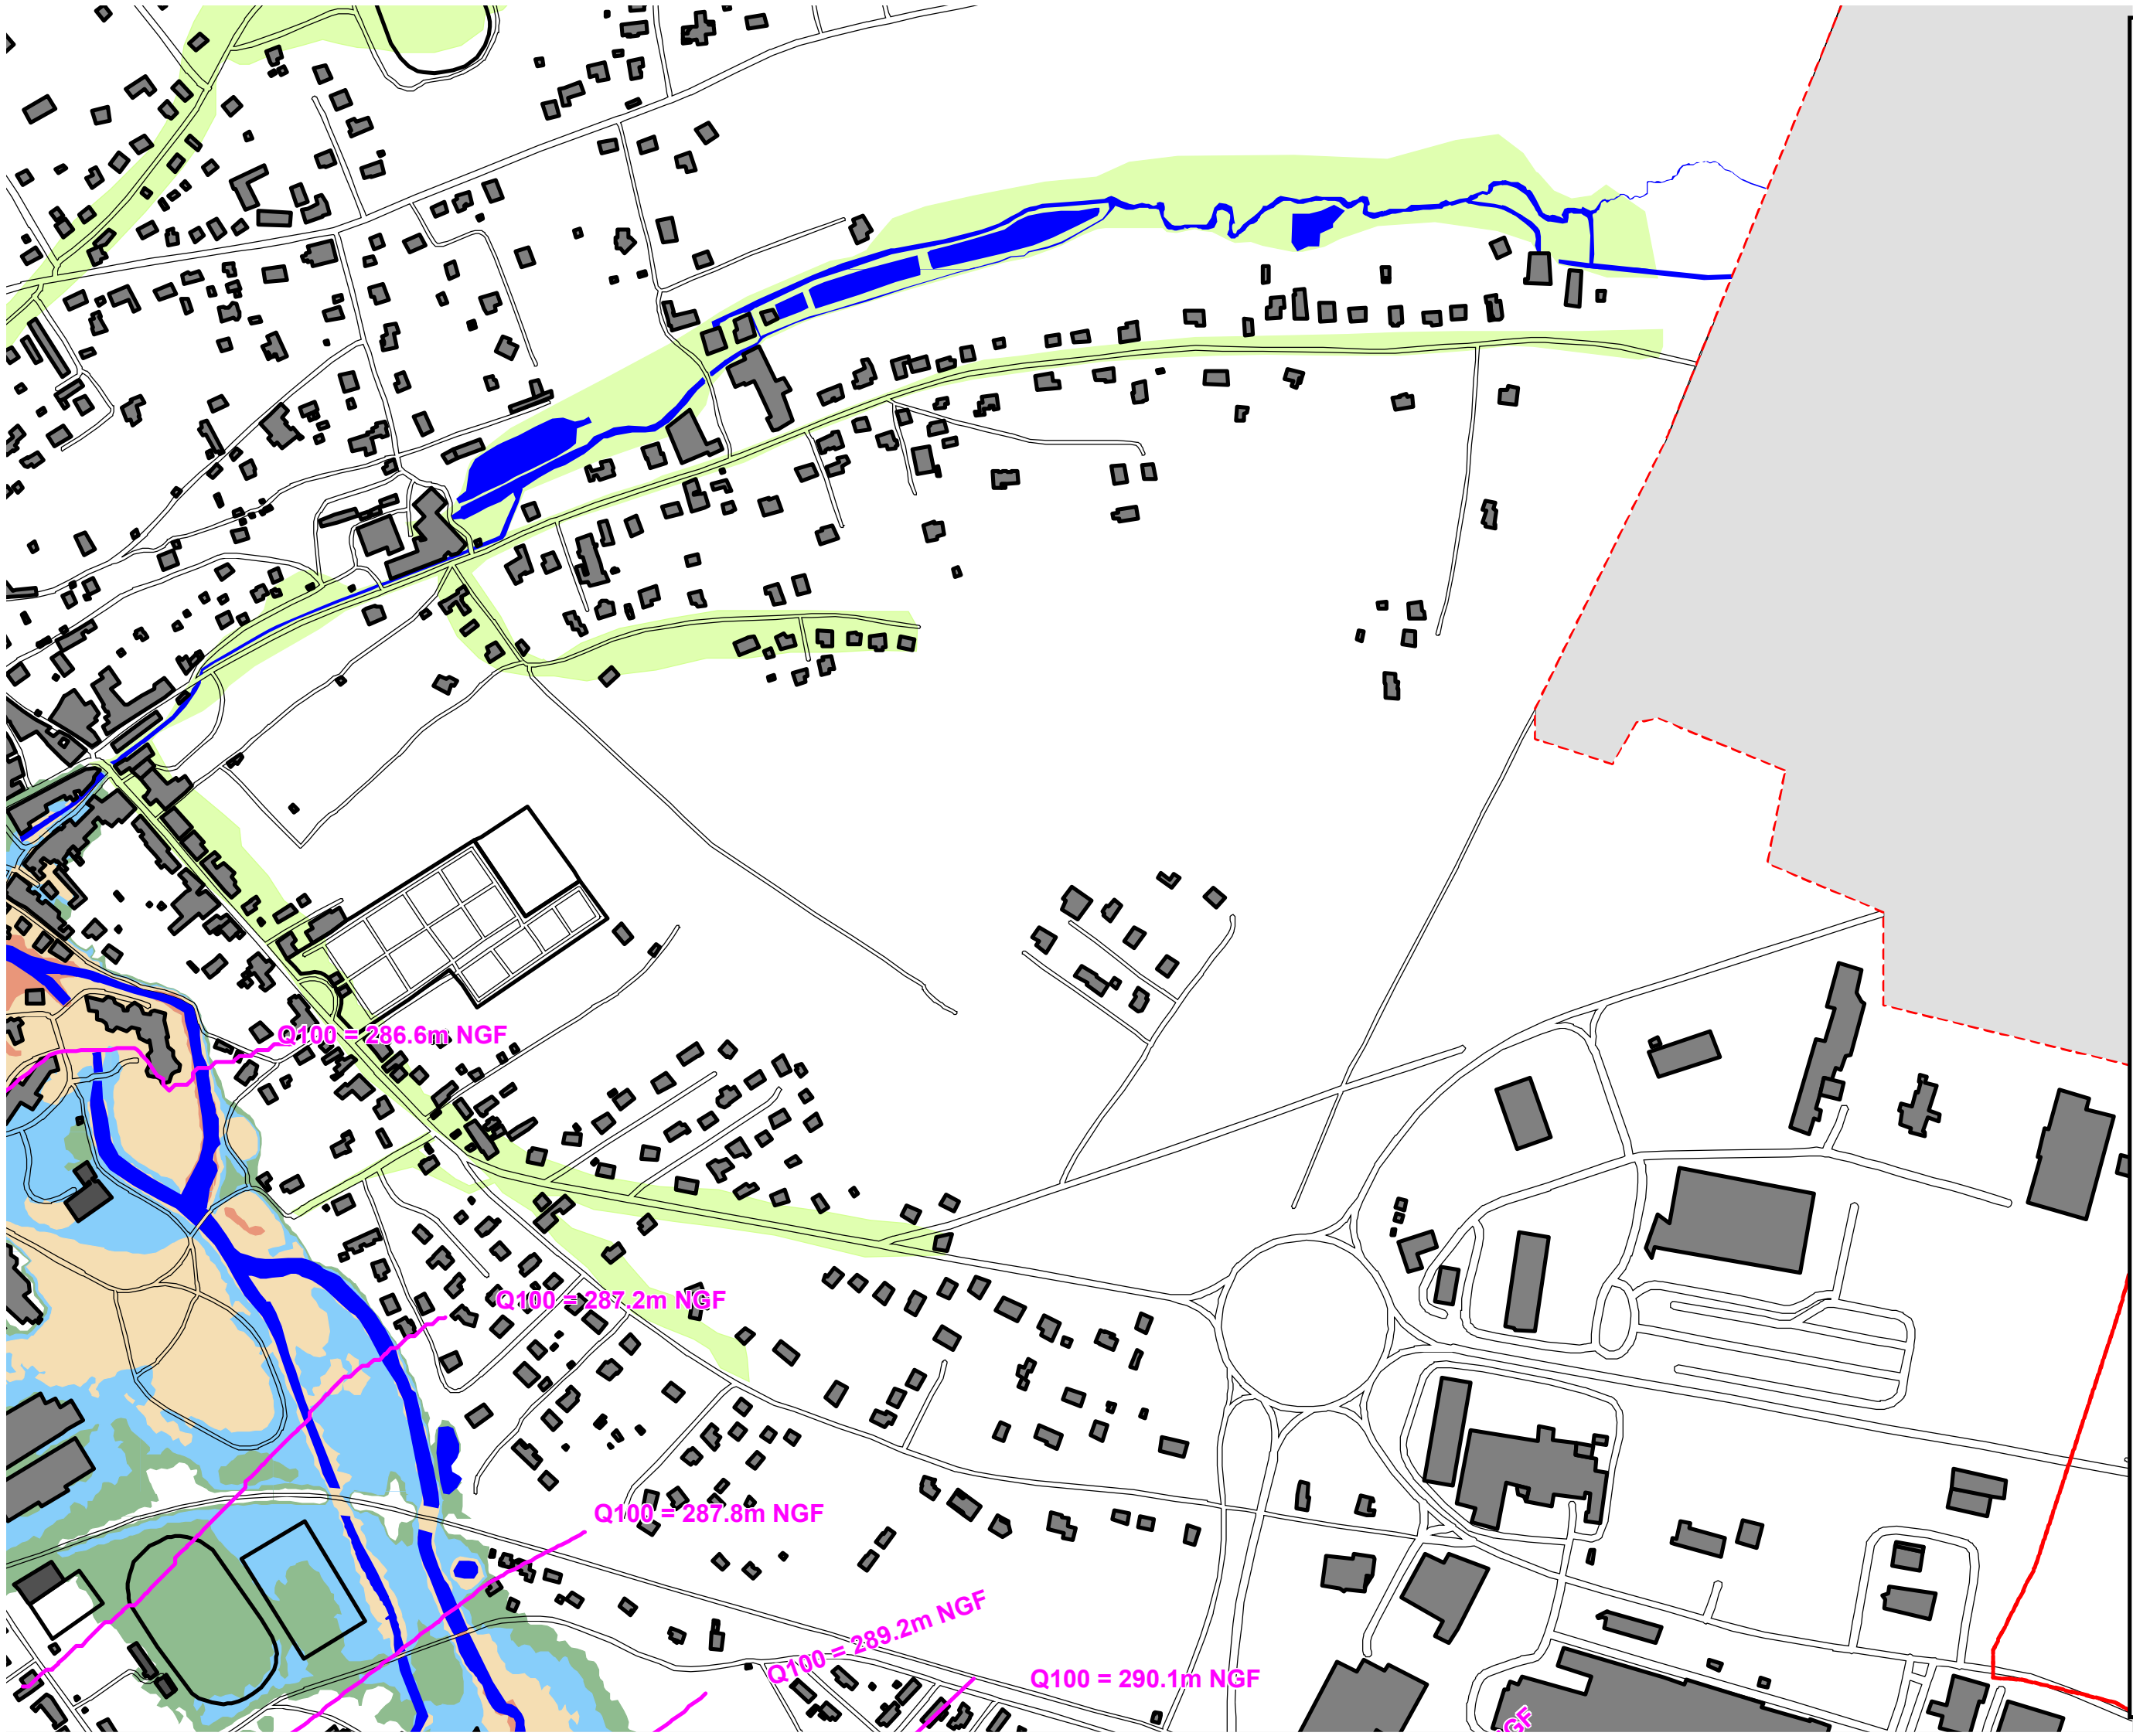 Q100 = 286.6m NGF
Q100 = 287.2m NGF
Q100 = 287.8m NGF
Q100 = 289.2m NGF
Q100 = 290.1m NGF
GF